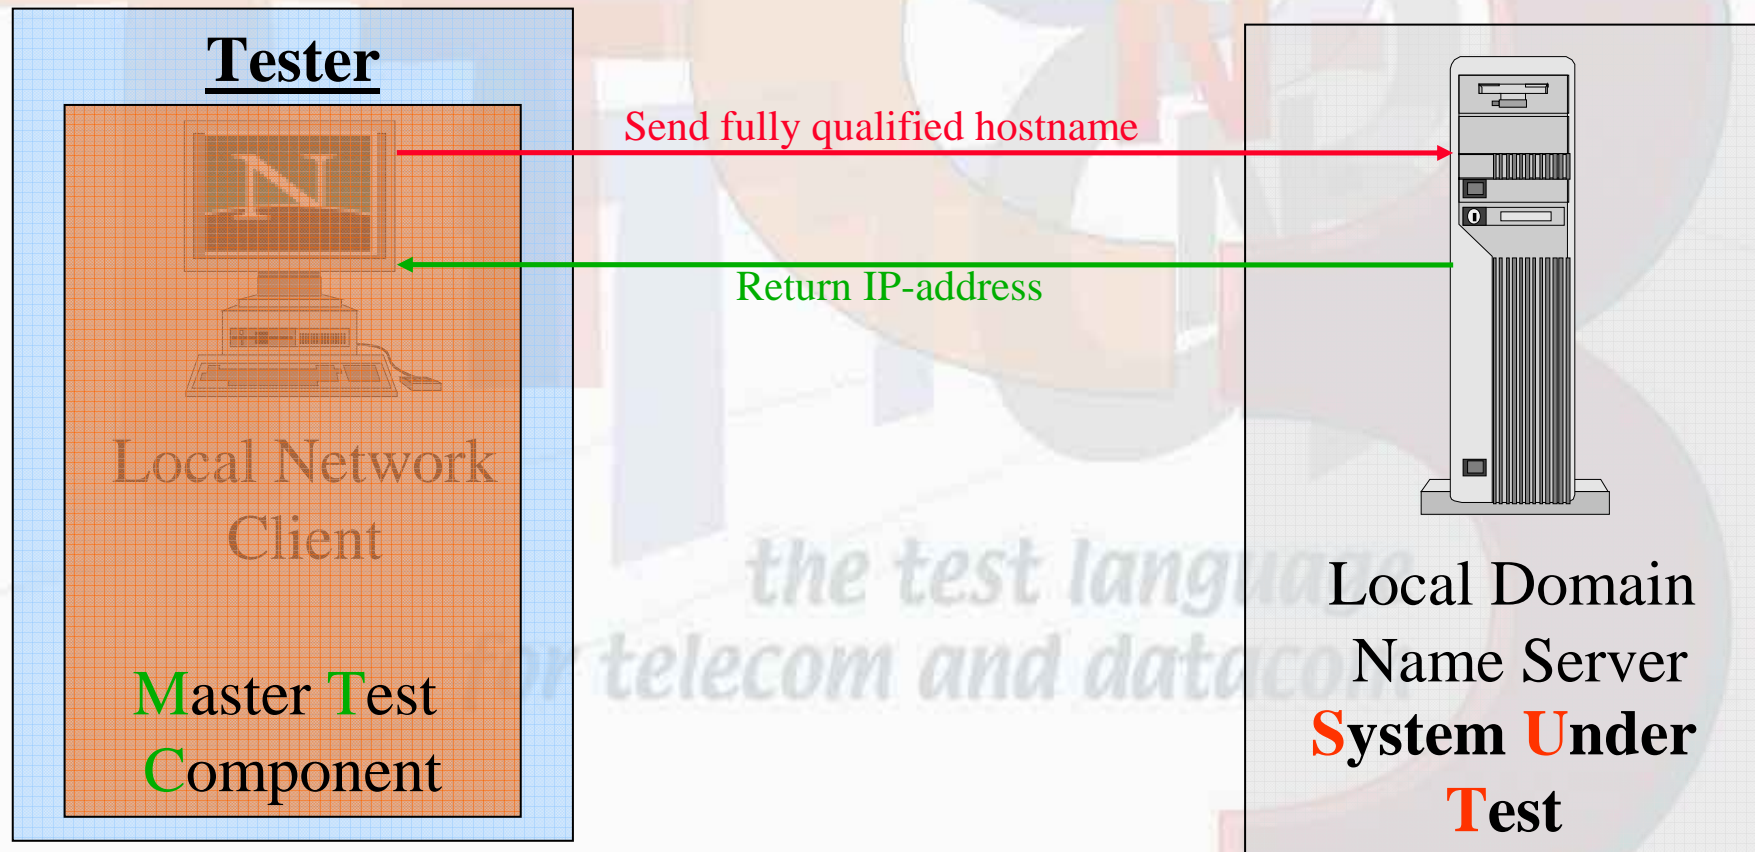 Tester
Send fully qualified hostname
N
Return IP-address
Local Network
Client
the test language
for telecom and datacom
Master Test
Component
Local Domain
Name Server
System Under
Test